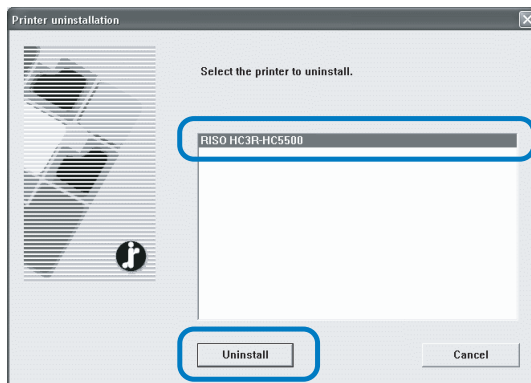 Printer uninstallation
Select the printer to uninstall.
RISO HC3R-HC5500
Uninstall
Cancel